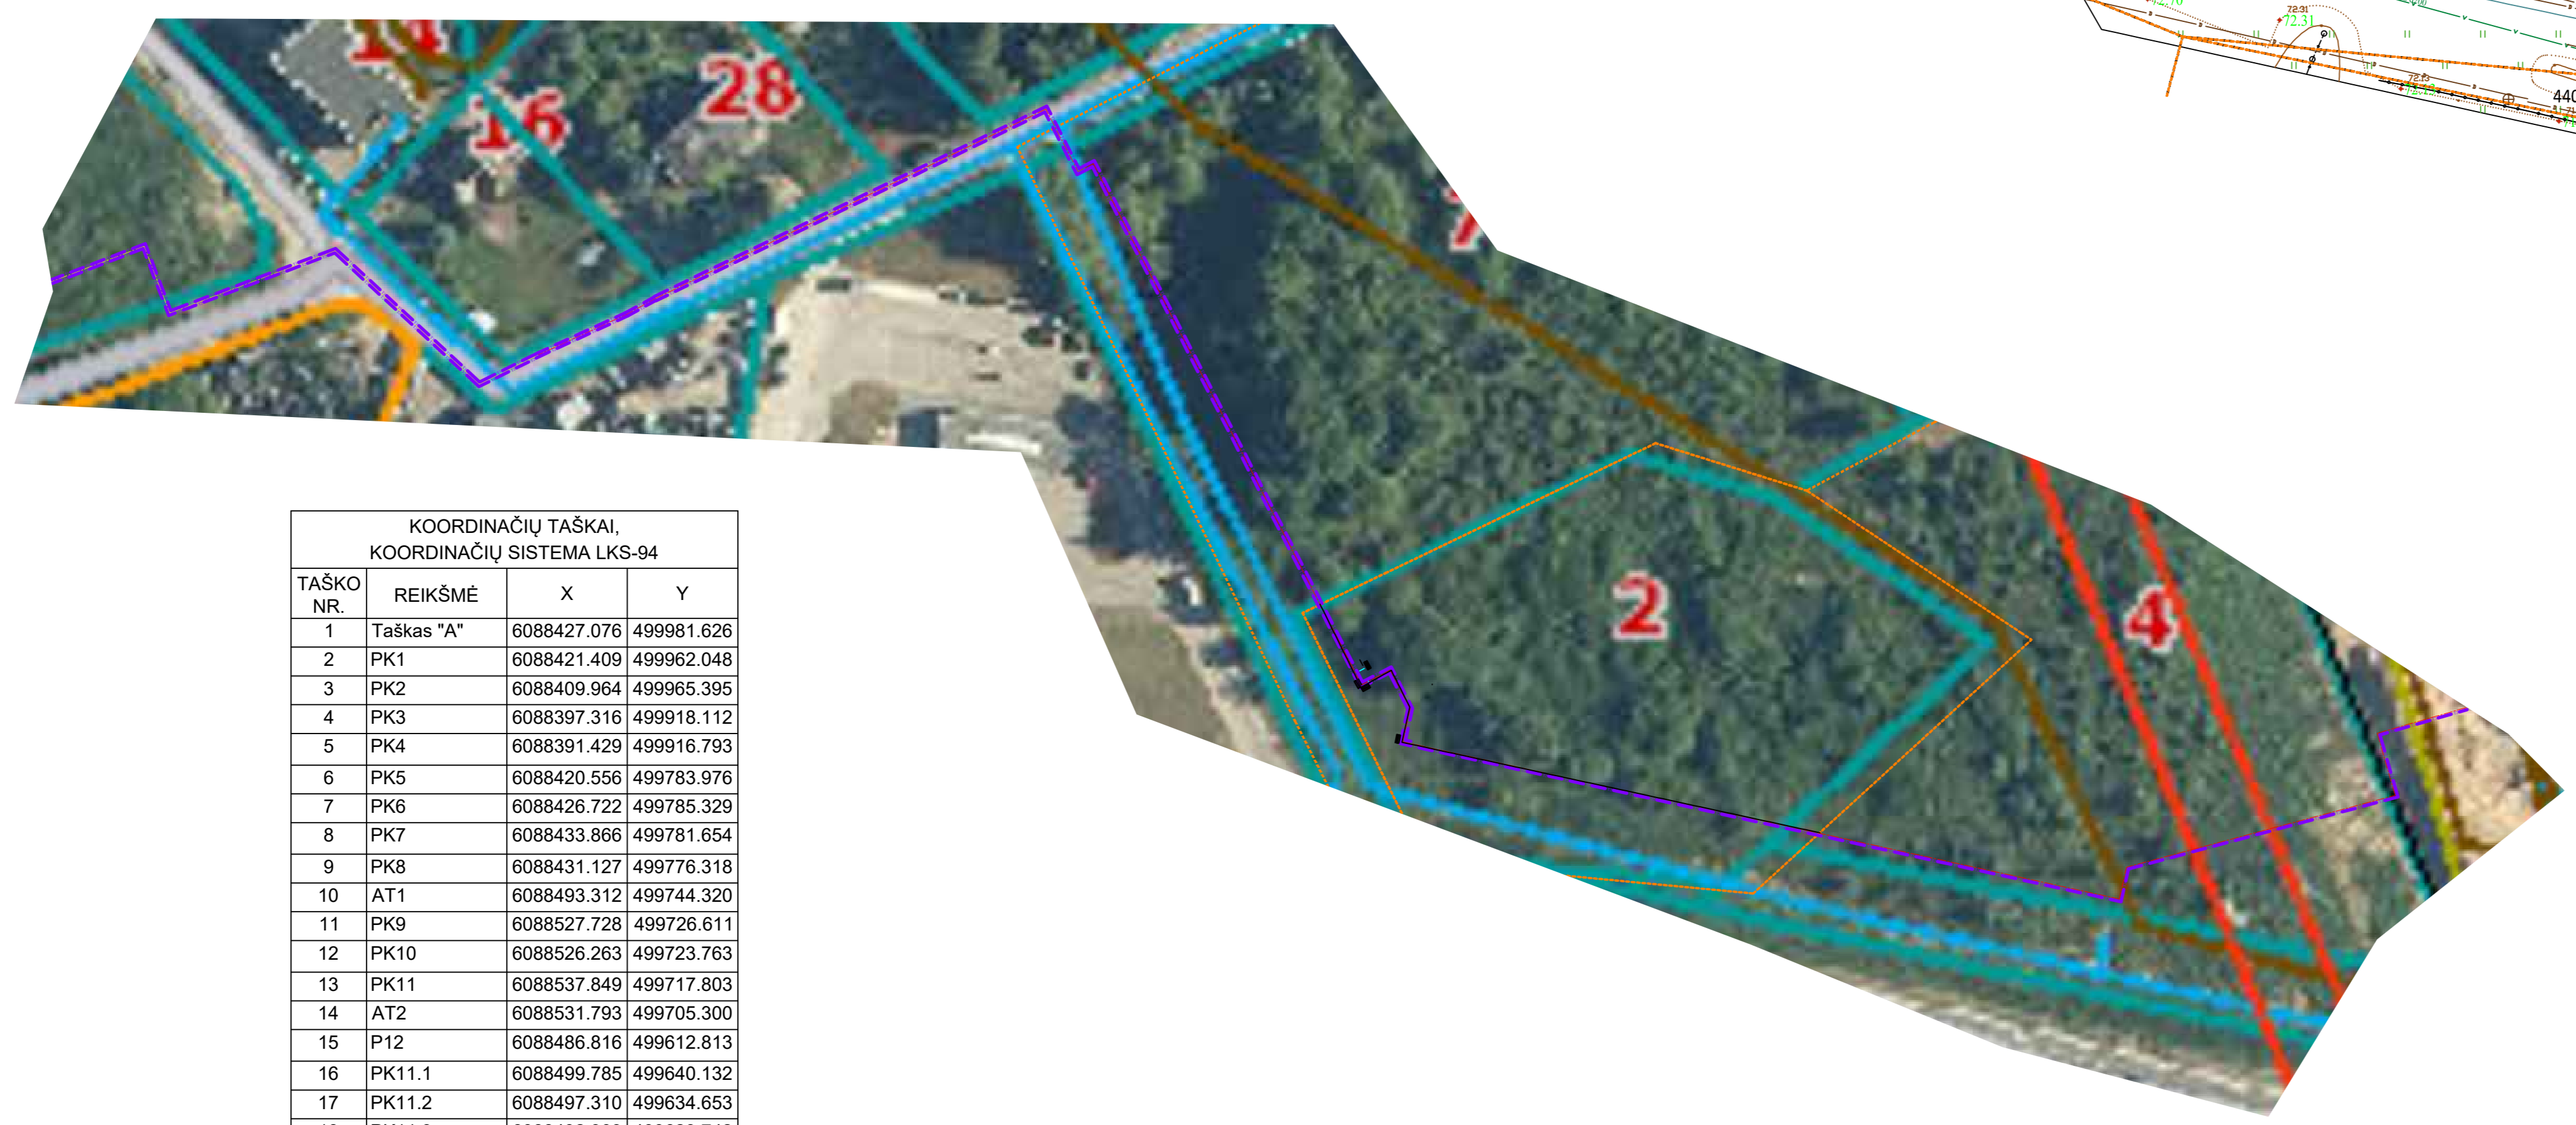 28
16
2
4
72.31
72.31
72.13
KOORDINAČIŲ TAŠKAI,
KOORDINAČIŲ SISTEMA LKS-94
TAŠKO NR. REIKŠMĖ X Y
1 Taškas "A" 6088427.076 499981.626
2 PK1 6088421.409 499962.048
3 PK2 6088409.964 499965.395
4 PK3 6088397.316 499918.112
5 PK4 6088391.429 499916.793
6 PK5 6088420.556 499783.976
7 PK6 6088426.722 499785.329
8 PK7 6088433.866 499781.654
9 PK8 6088431.127 499776.318
10 AT1 6088493.312 499744.320
11 PK9 6088527.728 499726.611
12 PK10 6088526.263 499723.763
13 PK11 6088537.849 499717.803
14 AT2 6088531.793 499705.300
15 P12 6088486.816 499612.813
16 PK11.1 6088499.785 499640.132
17 PK11.2 6088497.310 499634.653